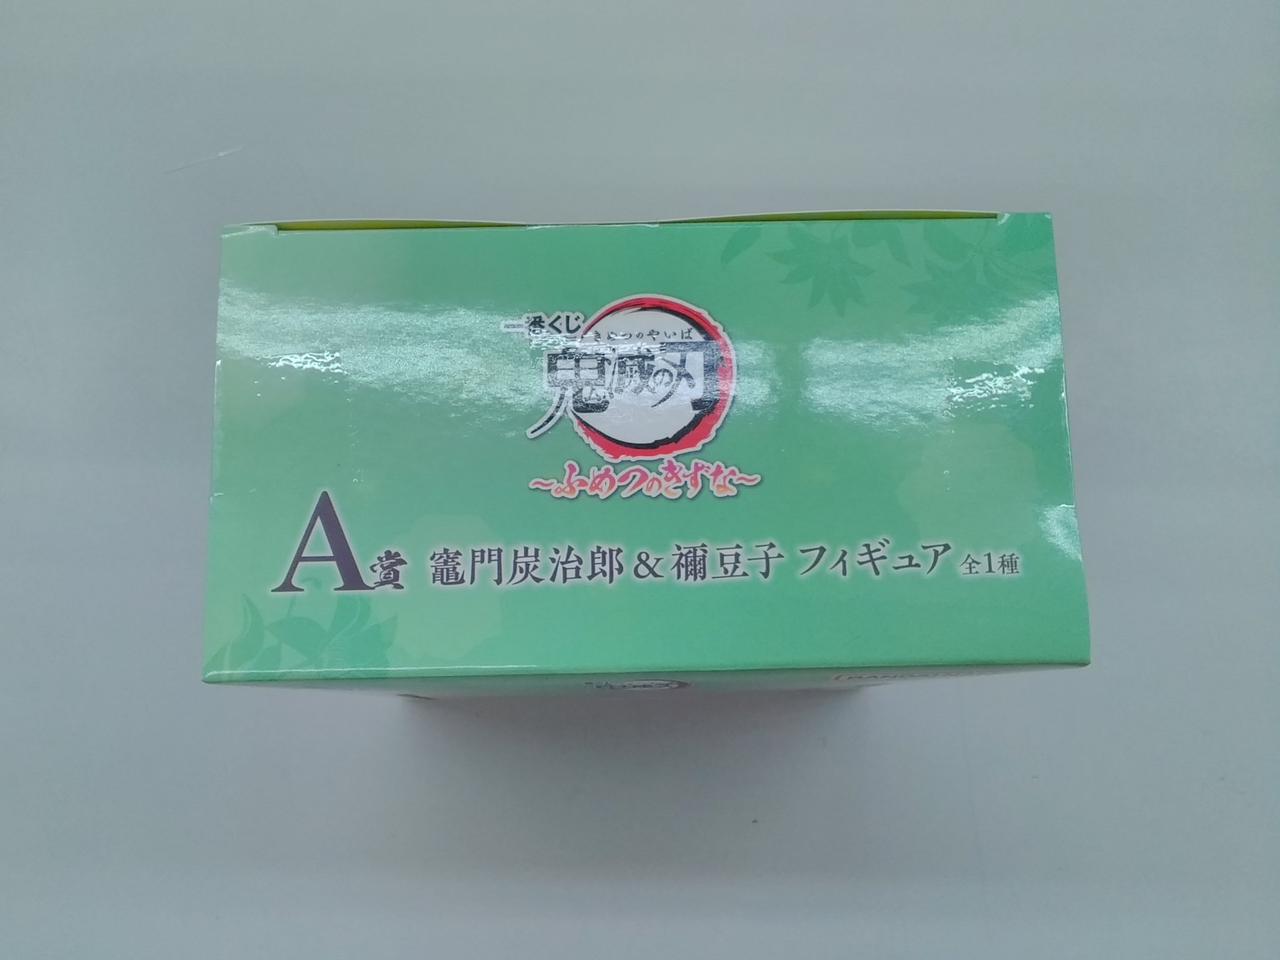 一番くじ
きめつのやいば
鬼滅の刃
～ふめつのきずな～
A賞 竈門炭治郎＆禰豆子 フィギュア 全1種